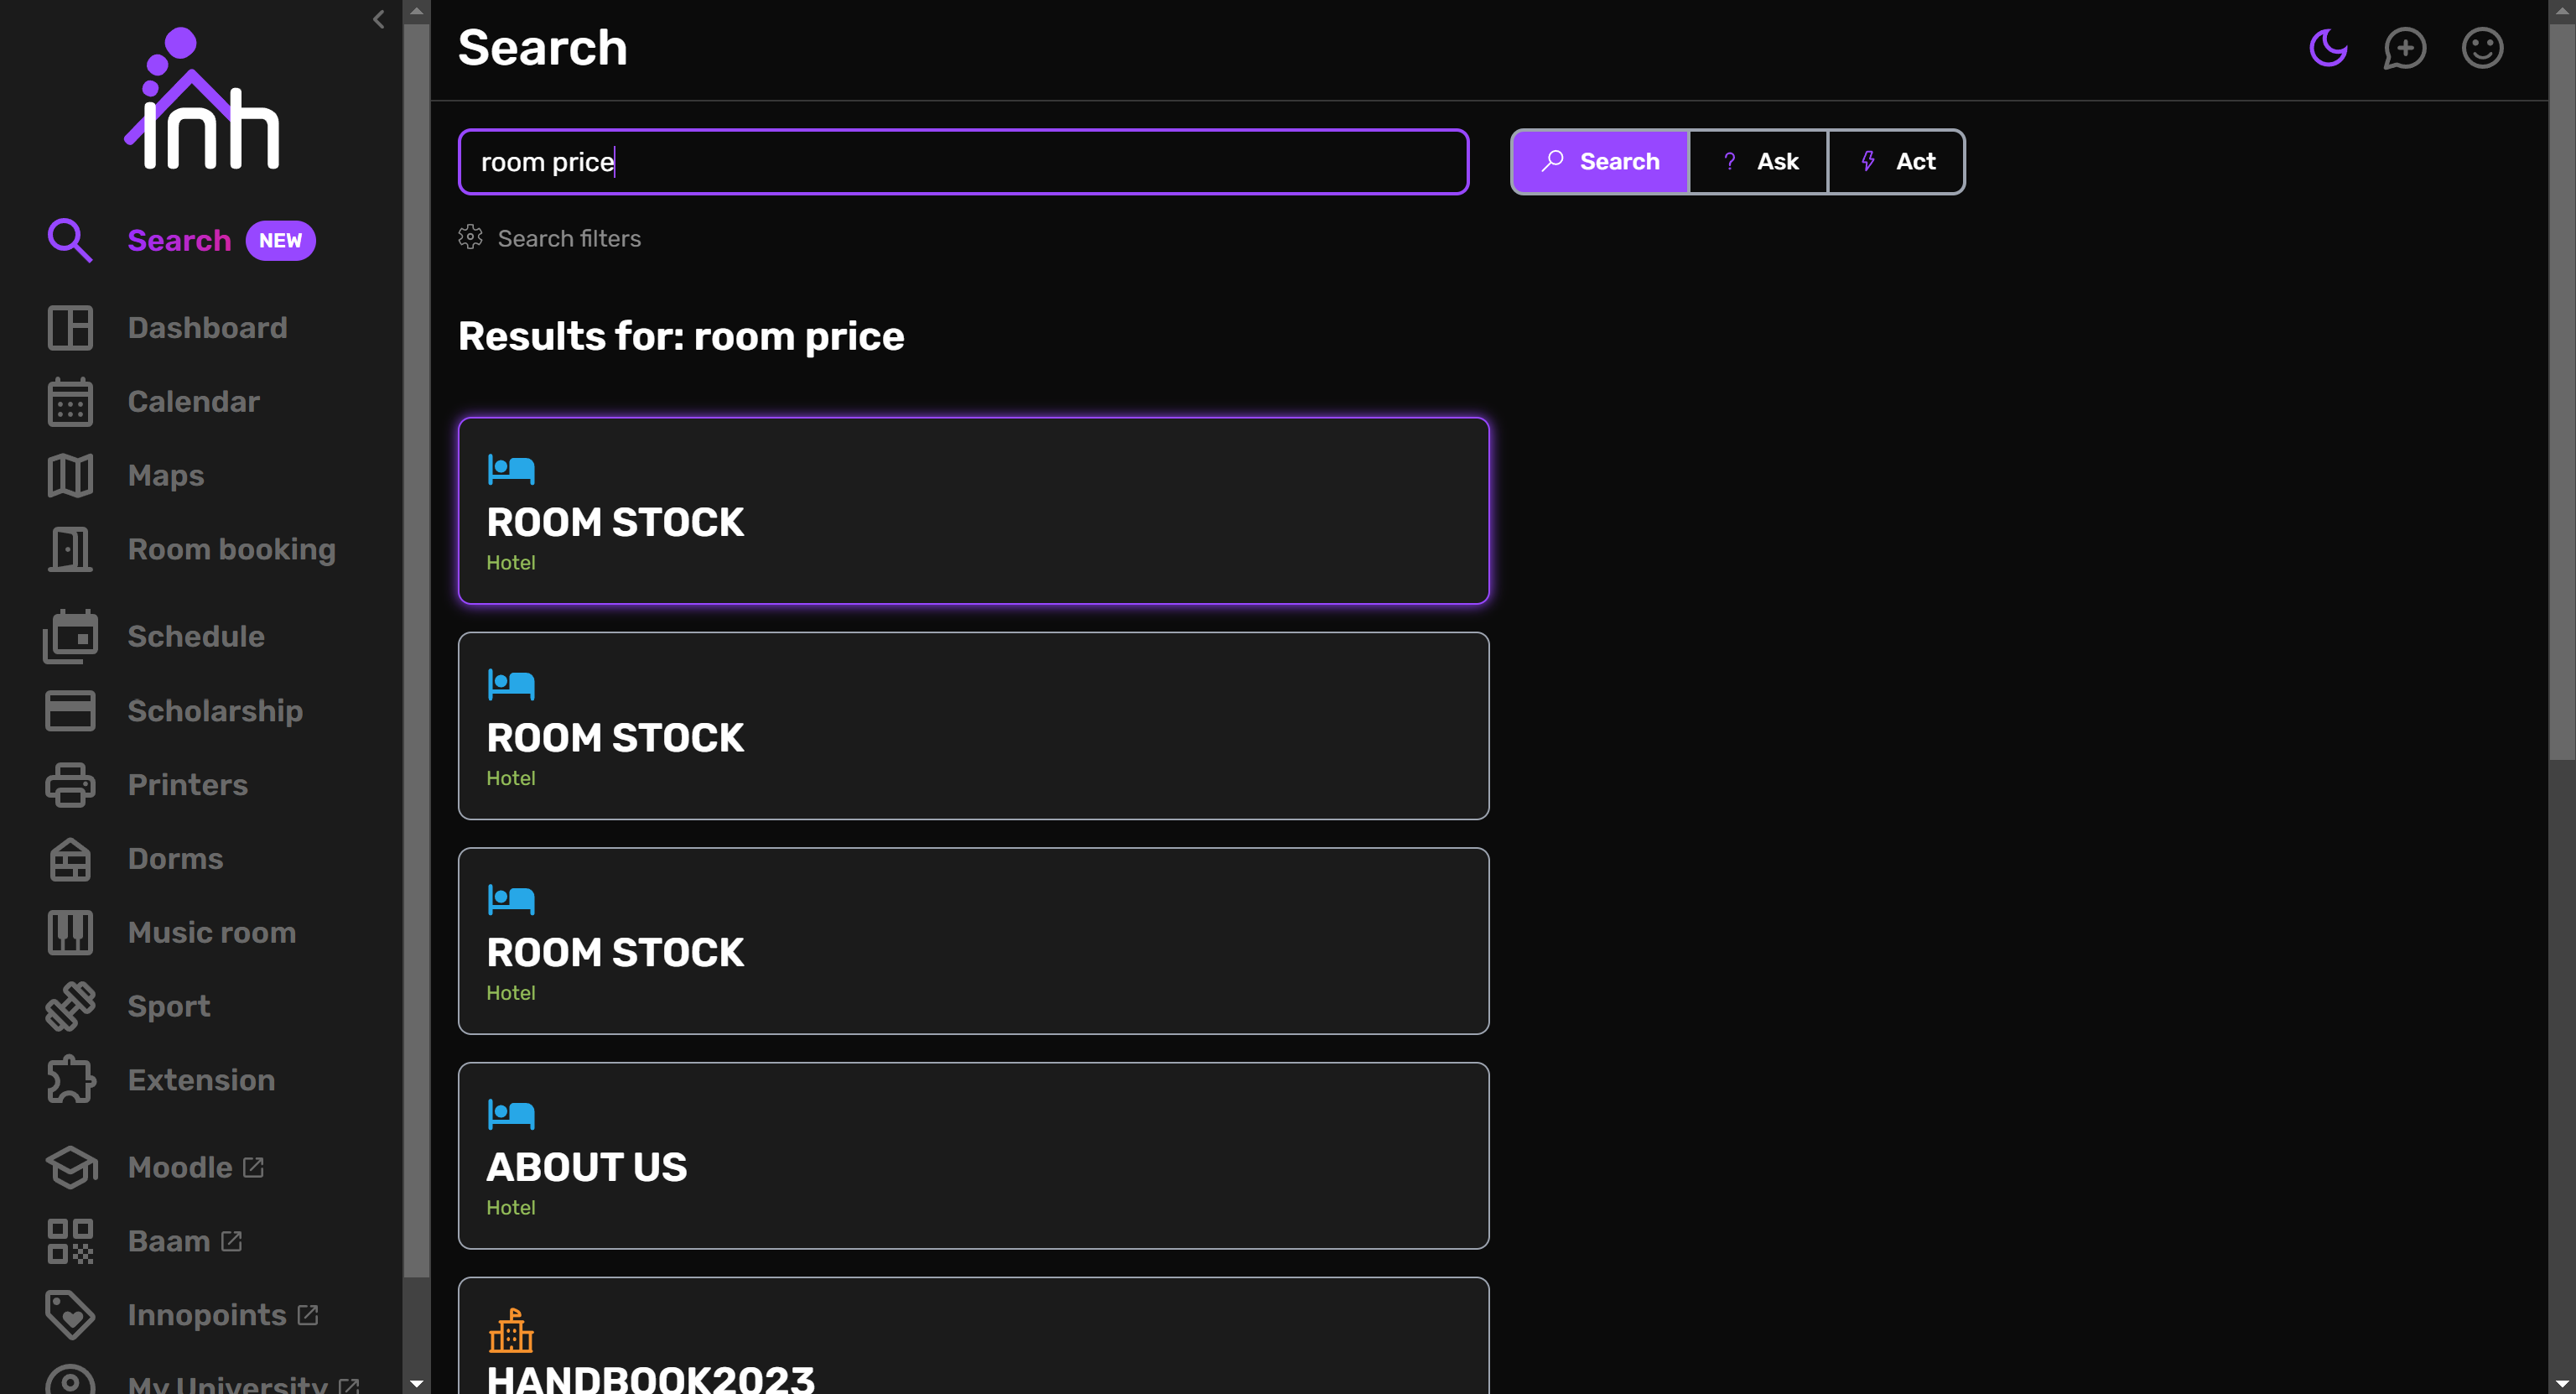 inh
Search NEW
Dashboard
Calendar
Maps
Room booking
Schedule
Scholarship
Printers
Dorms
Music room
Sport
Extension
Moodle
Baam
Innopoints
My University
Search
room price
Search
? Ask
Act
Search filters
Results for: room price
ROOM STOCK
Hotel
ROOM STOCK
Hotel
ROOM STOCK
Hotel
ABOUT US
Hotel
HANDBOOK2023